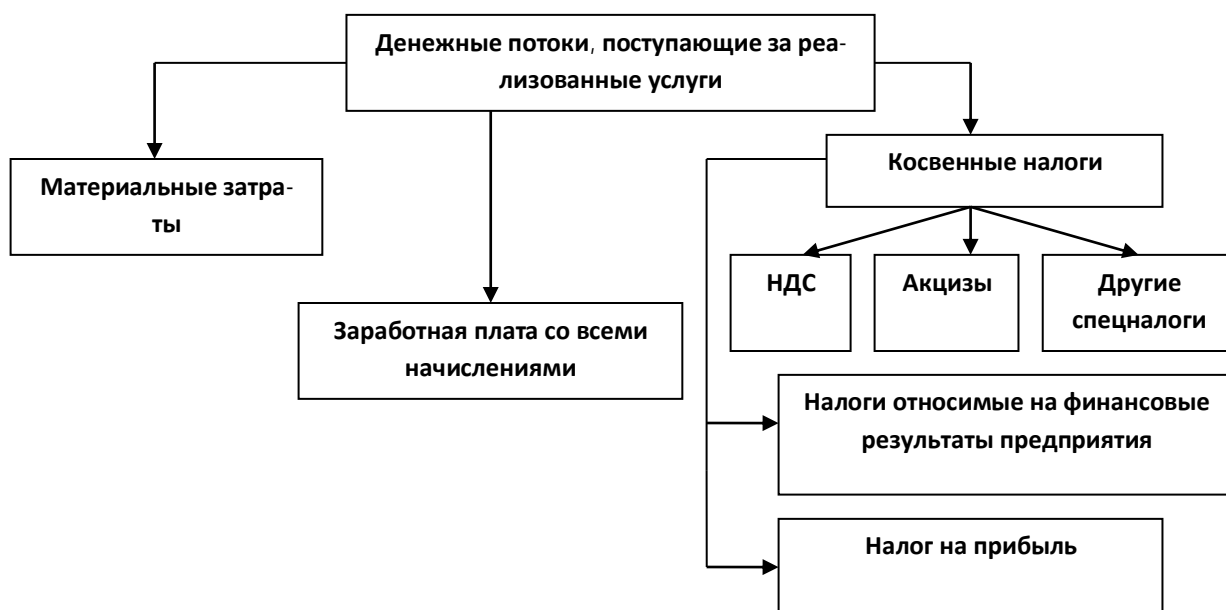 Денежные потоки, поступающие за реа-
лизованные услуги
Материальные затра-
ты
Косвенные налоги
НДС
Акцизы
Другие
спецналоги
Заработная плата со всеми
начислениями
Налоги относимые на финансовые
результаты предприятия
Налог на прибыль